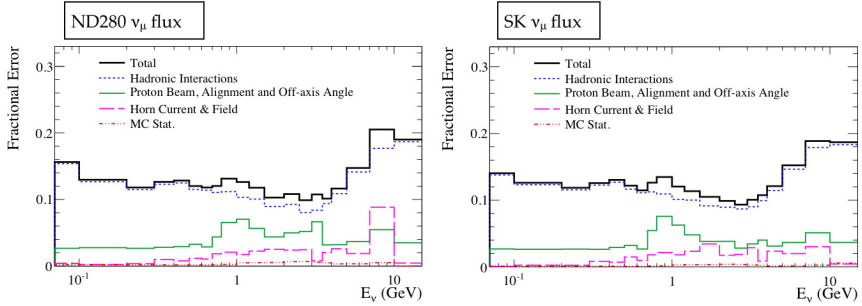 ND280 νμ flux
Fractional Error
0.3
0.2
0.1
0
Total
Hadronic Interactions
Proton Beam, Alignment and Off-axis Angle
Horn Current & Field
MC Stat.
10⁻¹
1
10
Eν (GeV)
SK νμ flux
Fractional Error
0.3
0.2
0.1
0
Total
Hadronic Interactions
Proton Beam, Alignment and Off-axis Angle
Horn Current & Field
MC Stat.
10⁻¹
1
10
Eν (GeV)